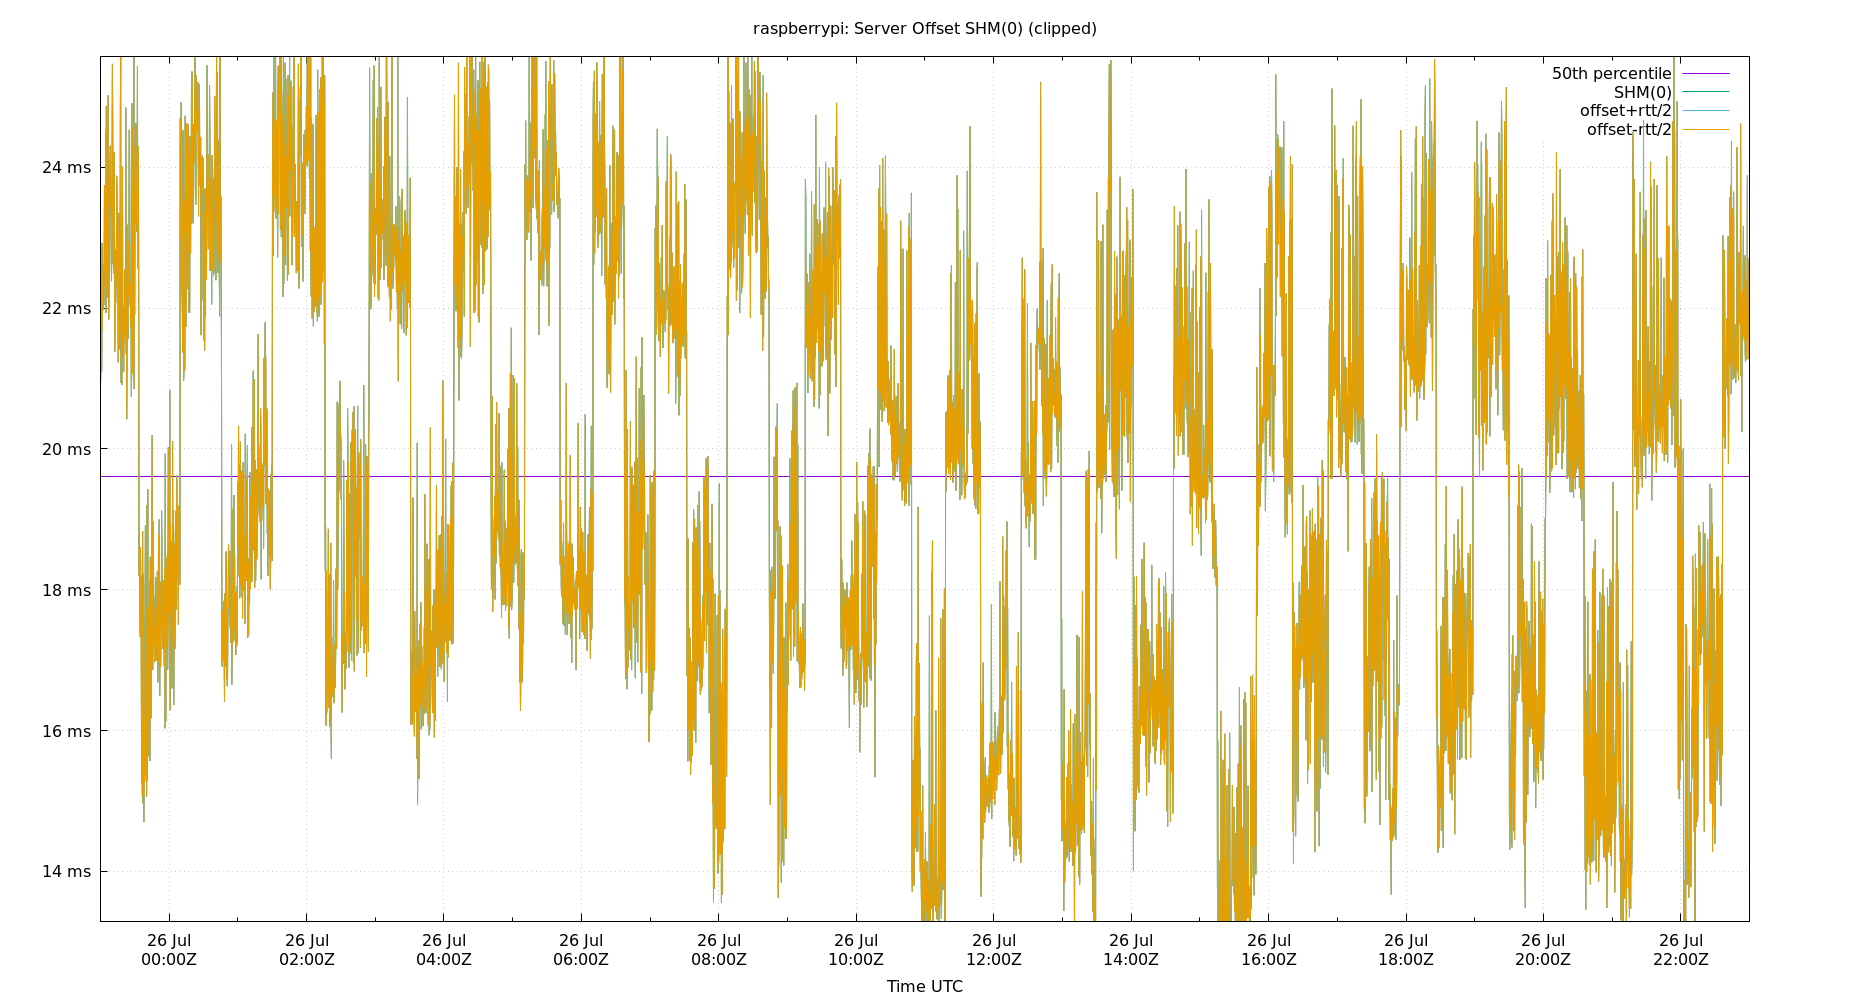 raspberrypi: Server Offset SHM(0) (clipped)
50th percentile
SHM(0)
offset+rtt/2
offset-rtt/2
24 ms
22 ms
20 ms
18 ms
16 ms
14 ms
26 Jul 26 Jul 26 Jul 26 Jul 26 Jul 26 Jul 26 Jul 26 Jul 26 Jul 26 Jul 26 Jul 26 Jul
00:00Z 02:00Z 04:00Z 06:00Z 08:00Z 10:00Z 12:00Z 14:00Z 16:00Z 18:00Z 20:00Z 22:00Z
Time UTC